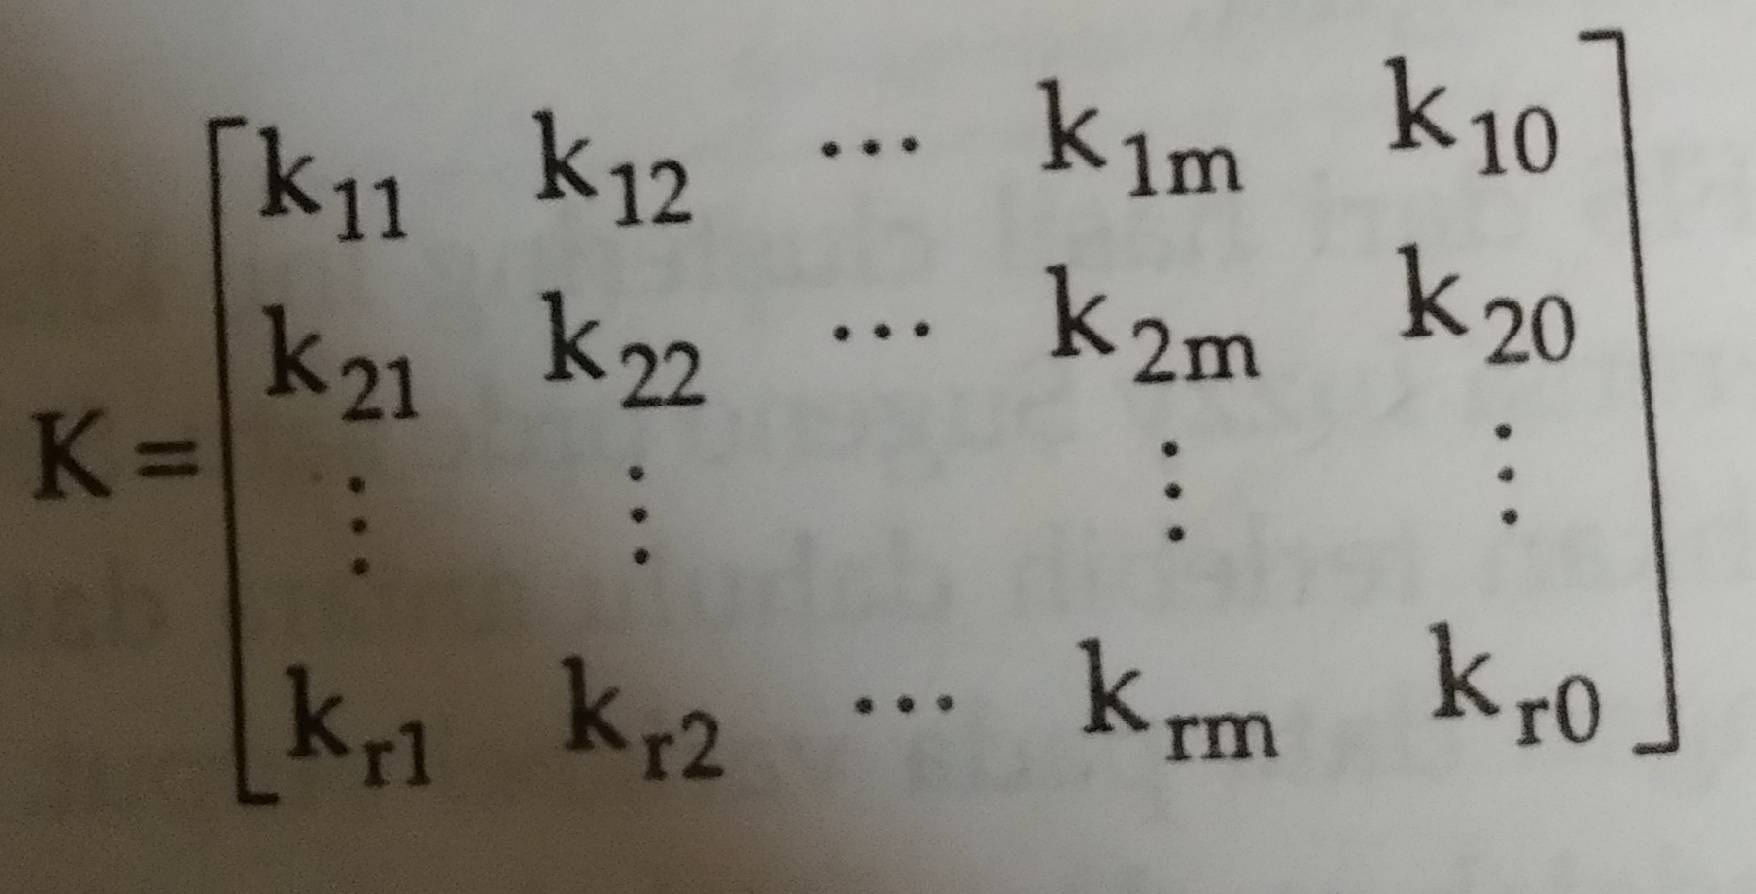 k₁₁ k₁₂ ⋯ k₁ₘ k₁₀
k₂₁ k₂₂ ⋯ k₂ₘ k₂₀
K = ⋮ ⋮ ⋮ ⋮
kᵣ₁ kᵣ₂ ⋯ kᵣₘ kᵣ₀